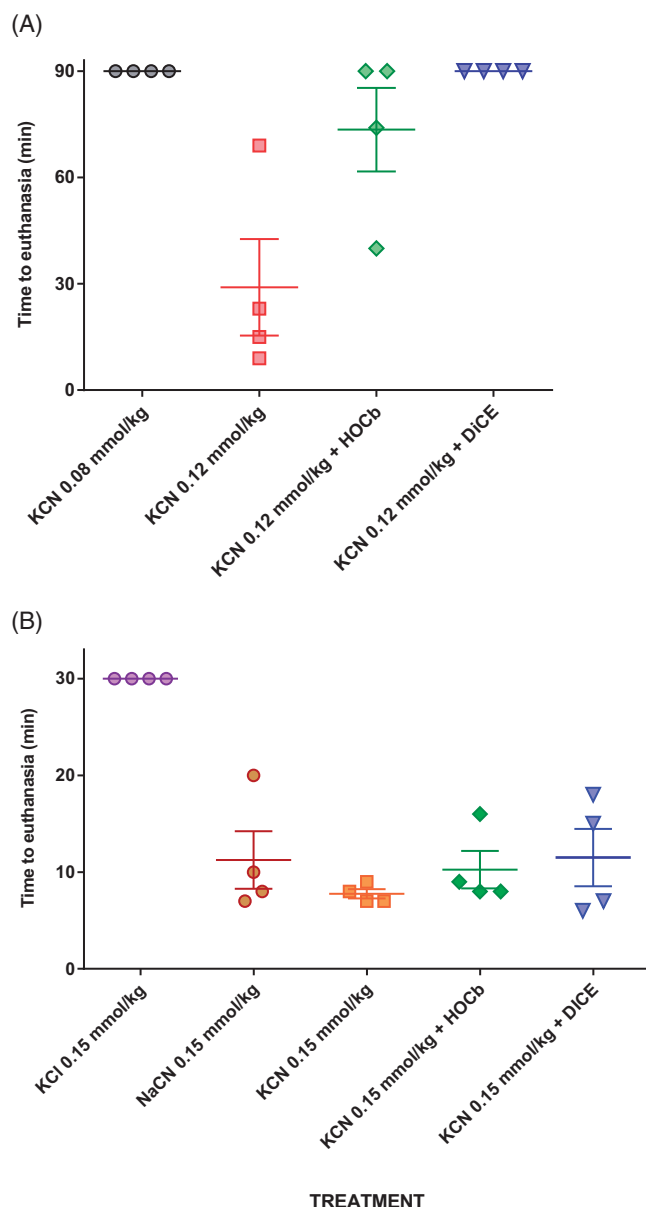 (A)
90
60
30
0
Time to euthanasia (min)
KCN 0.08 mmol/kg
KCN 0.12 mmol/kg
KCN 0.12 mmol/kg + HOCb
KCN 0.12 mmol/kg + DiCE
(B)
30
20
10
0
Time to euthanasia (min)
KCl 0.15 mmol/kg
NaCN 0.15 mmol/kg
KCN 0.15 mmol/kg
KCN 0.15 mmol/kg + HOCb
KCN 0.15 mmol/kg + DICE
TREATMENT